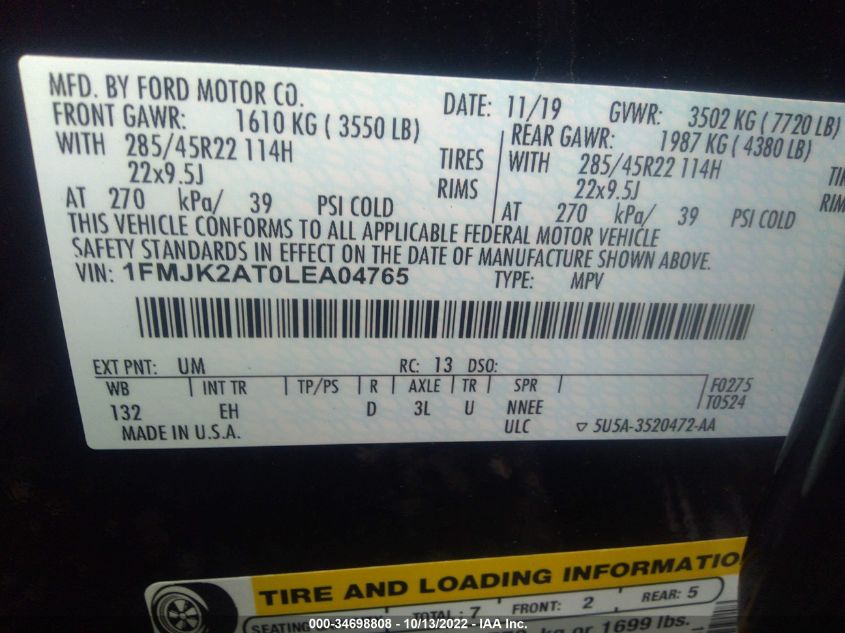 MFD. BY FORD MOTOR CO.
DATE: 11/19 GVWR: 3502 KG ( 7720 LB)
FRONT GAWR: 1610 KG ( 3550 LB)
REAR GAWR: 1987 KG ( 4380 LB)
WITH 285/45R22 114H TIRES
WITH 285/45R22 114H
22x9.5J RIMS
22x9.5J
AT 270 kPa/ 39 PSI COLD
AT 270 kPa/ 39 PSI COLD
THIS VEHICLE CONFORMS TO ALL APPLICABLE FEDERAL MOTOR VEHICLE
SAFETY STANDARDS IN EFFECT ON THE DATE OF MANUFACTURE SHOWN ABOVE.
VIN: 1FMJK2AT0LEA04765 TYPE: MPV
EXT PNT: UM RC: 13 DSO:
WB INT TR TP/PS R AXLE TR SPR F0275
132 EH D 3L U NNEE T0524
MADE IN U.S.A. ULC ▽ 5U5A-3520472-AA
TIRE AND LOADING INFORMATIO
TOTAL : 7 FRONT: 2 REAR: 5
kg or 1699 lbs.
000-34698808 - 10/13/2022 - IAA Inc.